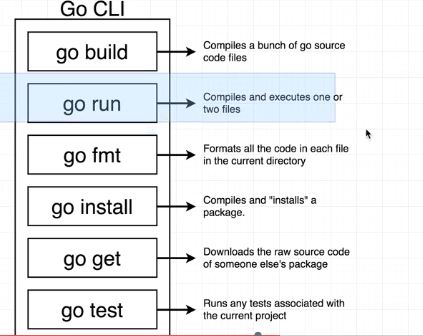 Go CLI
go build
Compiles a bunch of go source
code files
go run
Compiles and executes one or
two files
go fmt
Formats all the code in each file
in the current directory
go install
Compiles and "installs" a
package.
go get
Downloads the raw source code
of someone else's package
go test
Runs any tests associated with
the current project